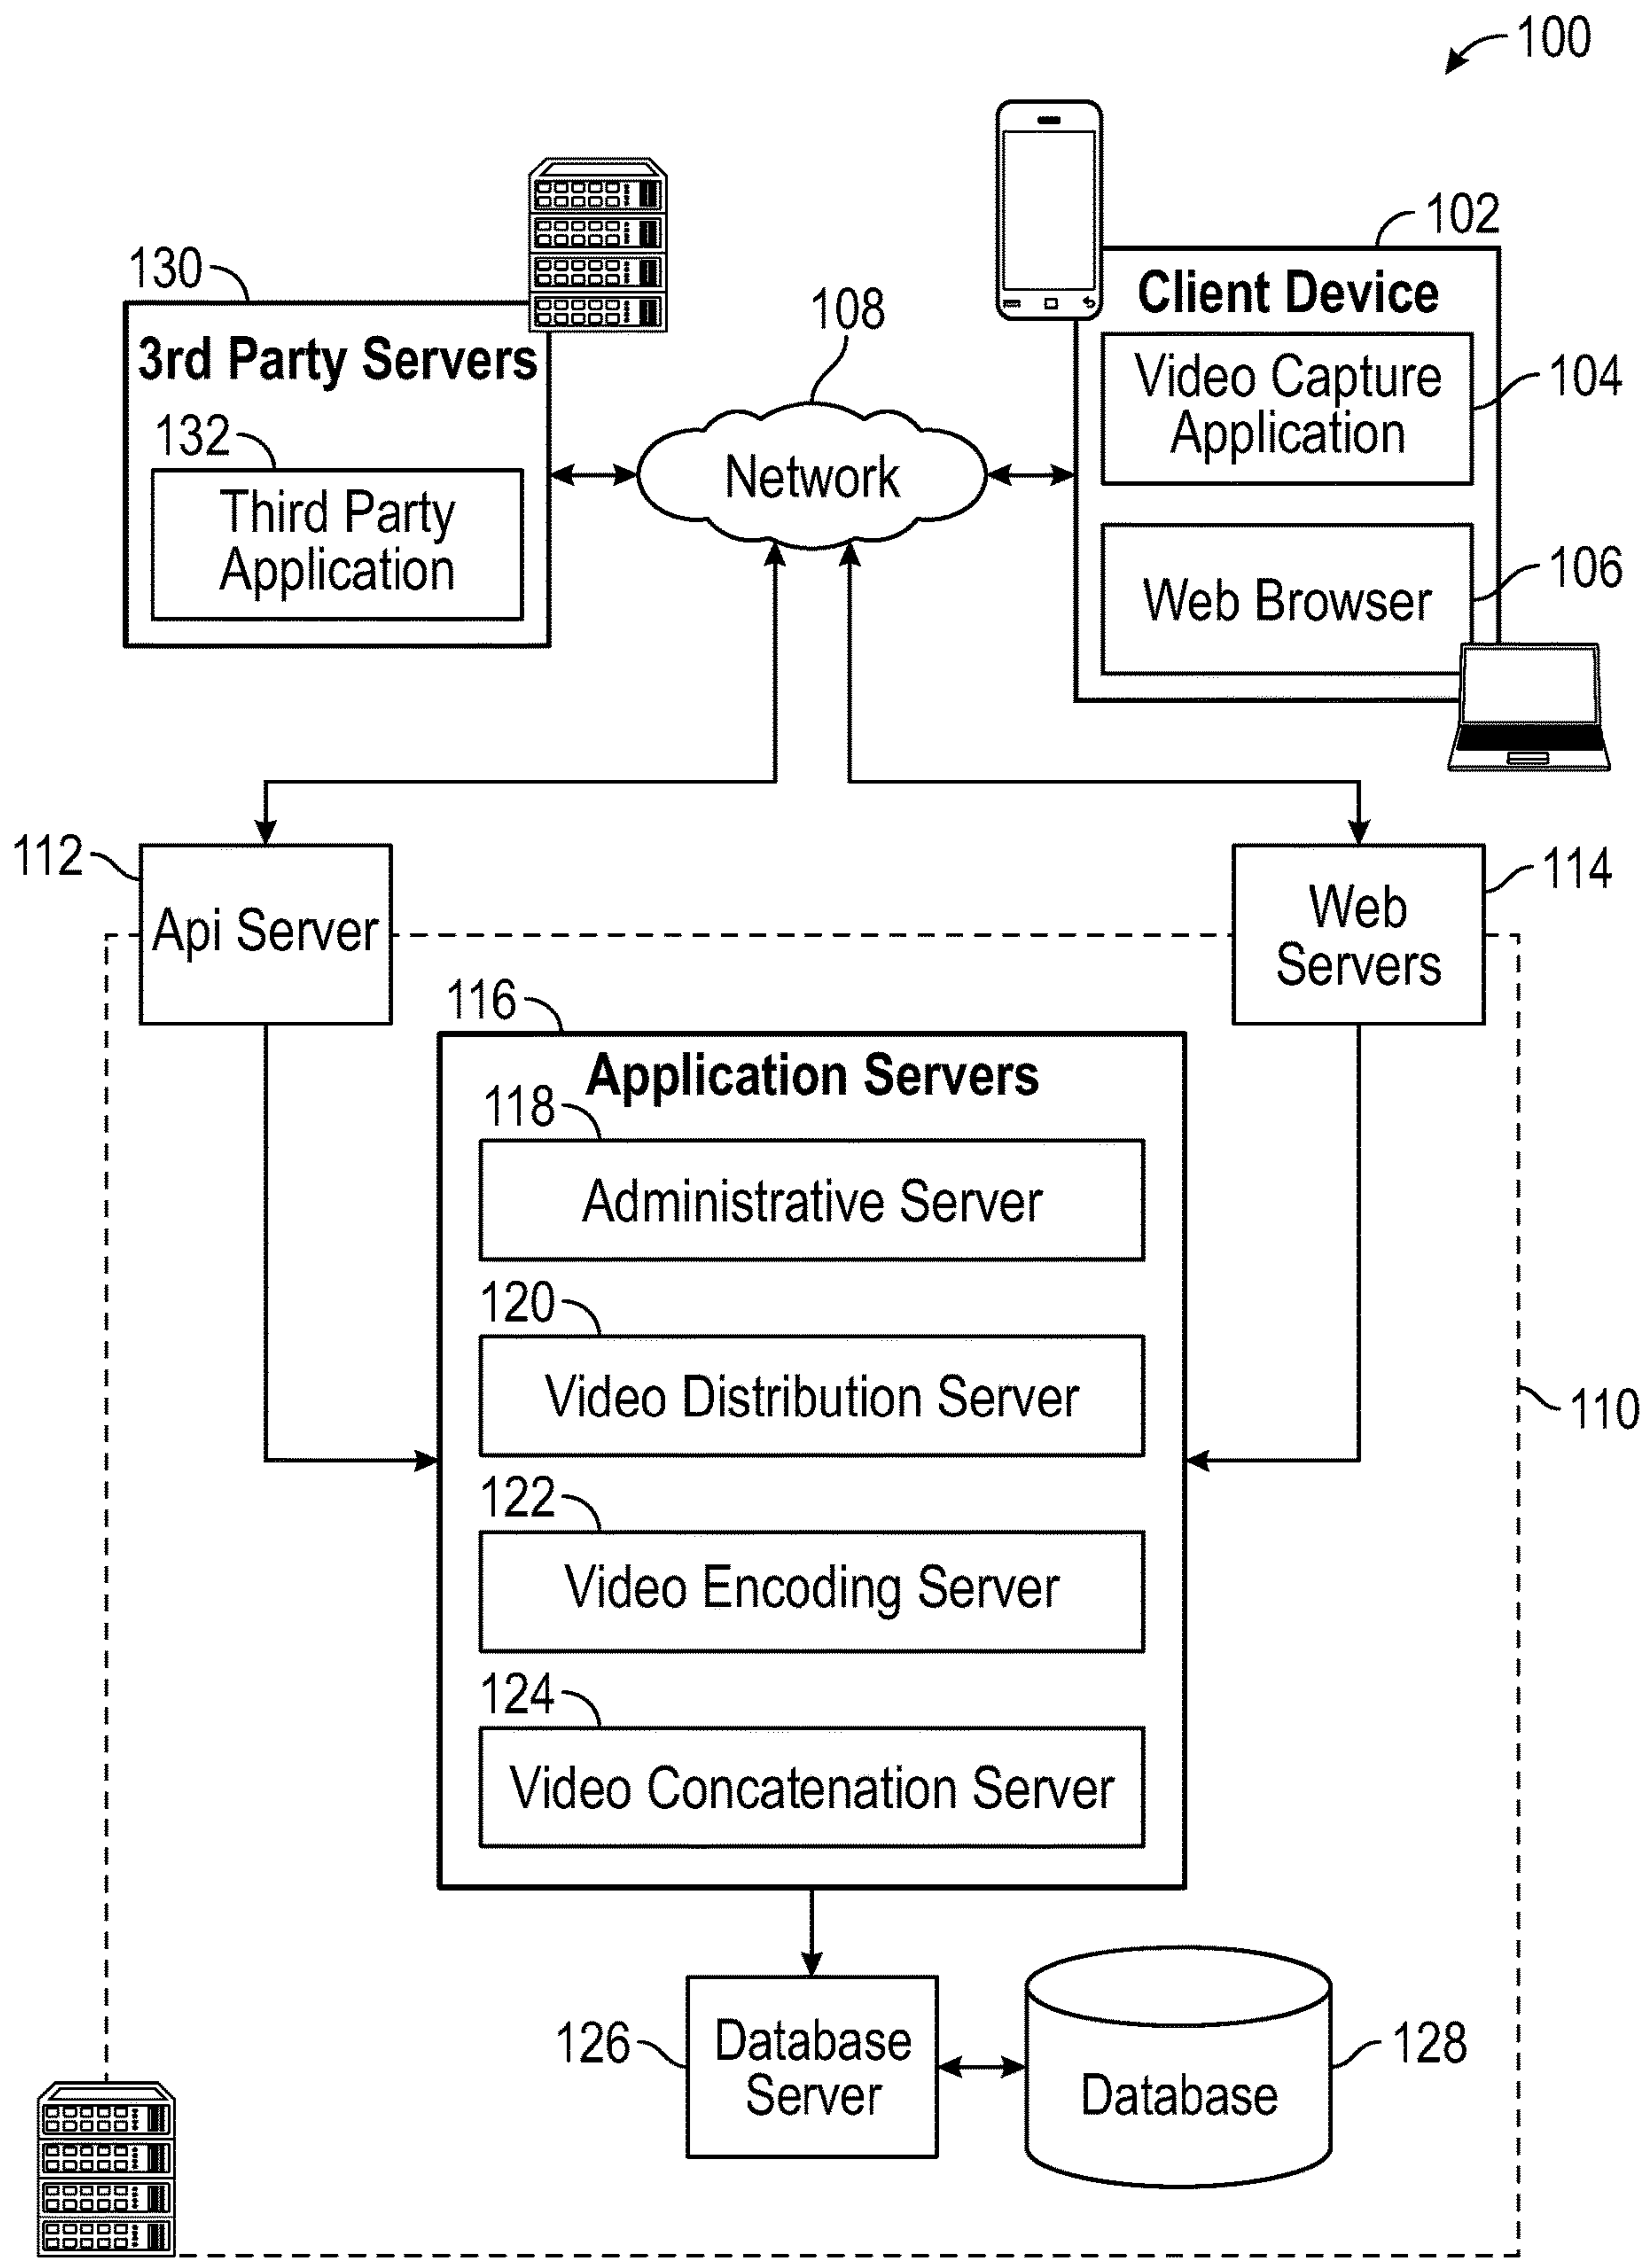 100
102
Client Device
130
3rd Party Servers
108
Video Capture
Application
104
132
Network
Third Party
Application
106
Web Browser
112
Api Server
114
Web
Servers
116
Application Servers
118
Administrative Server
120
Video Distribution Server
110
122
Video Encoding Server
124
Video Concatenation Server
126
Database
Server
128
Database